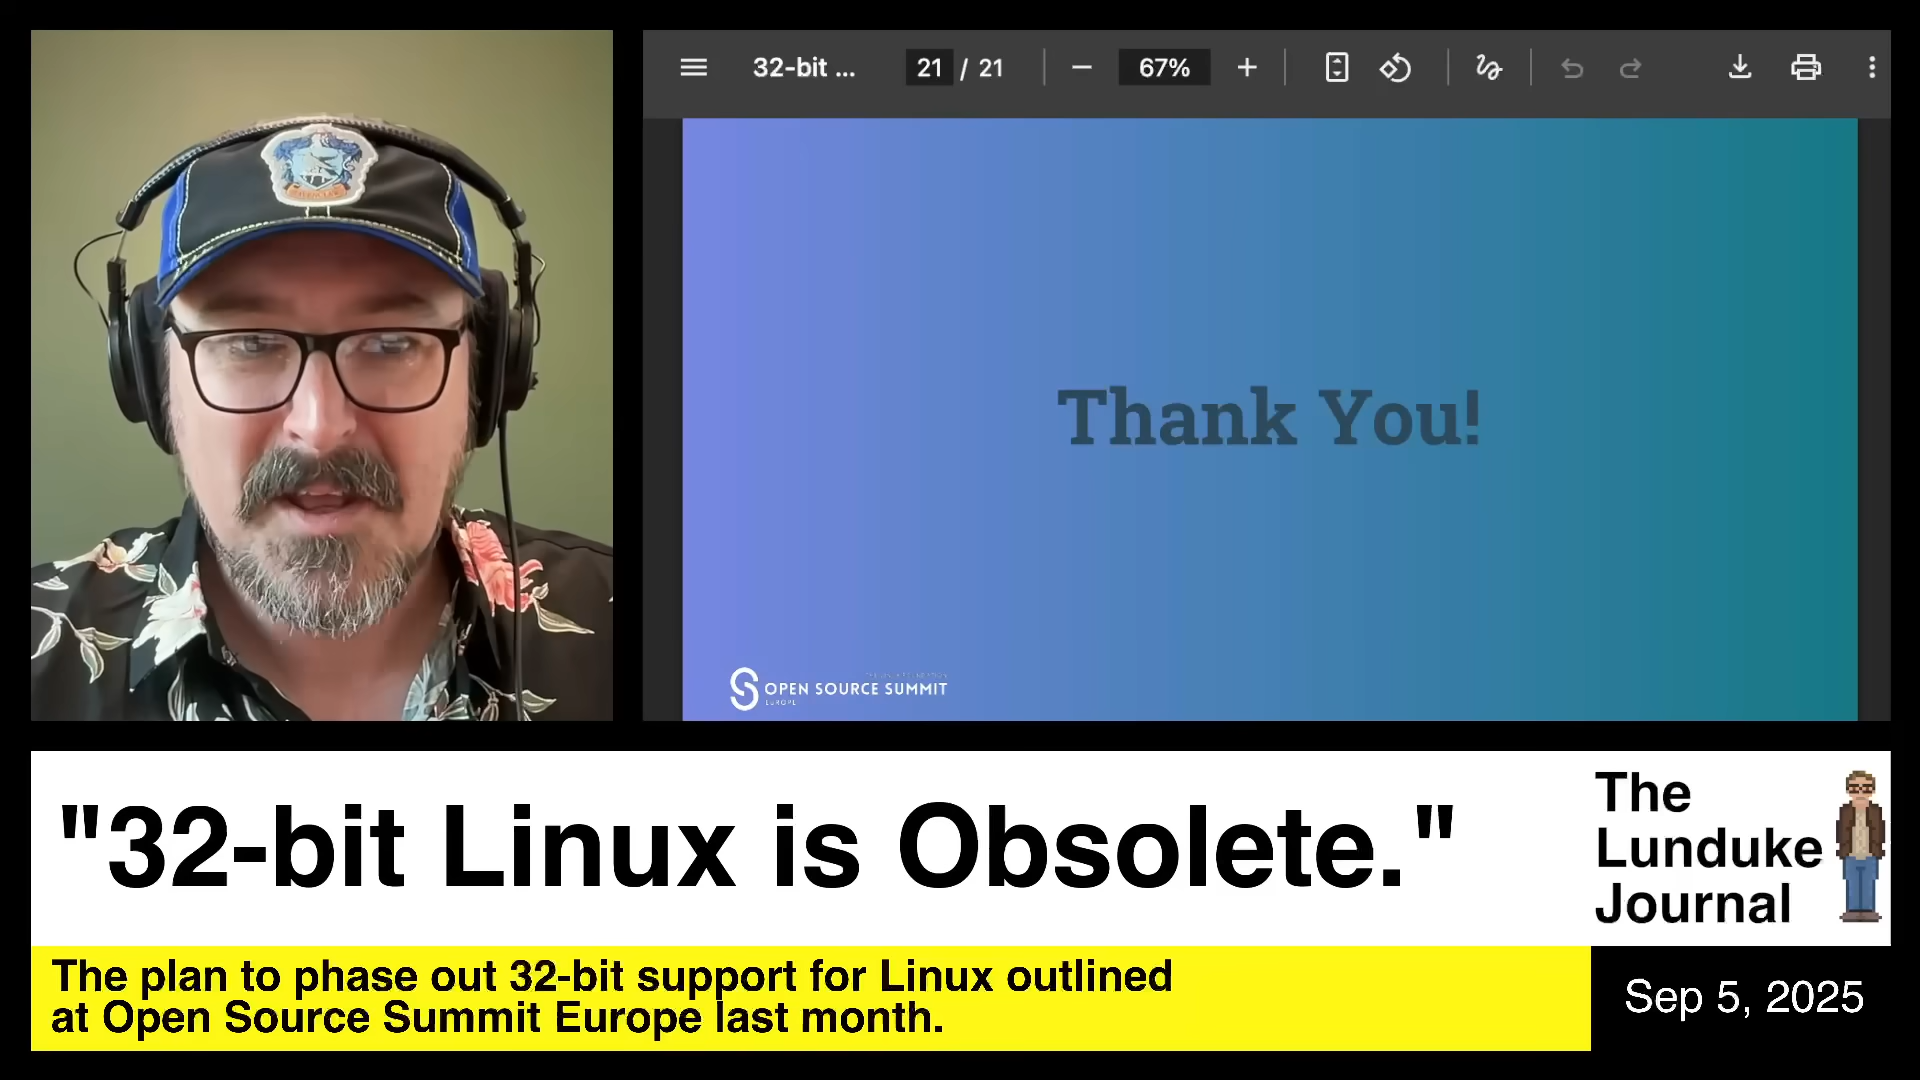 32-bit ...
21 / 21
67%
Thank You!
OPEN SOURCE SUMMIT
EUROPE
"32-bit Linux is Obsolete."
The
Lunduke
Journal
The plan to phase out 32-bit support for Linux outlined
at Open Source Summit Europe last month.
Sep 5, 2025